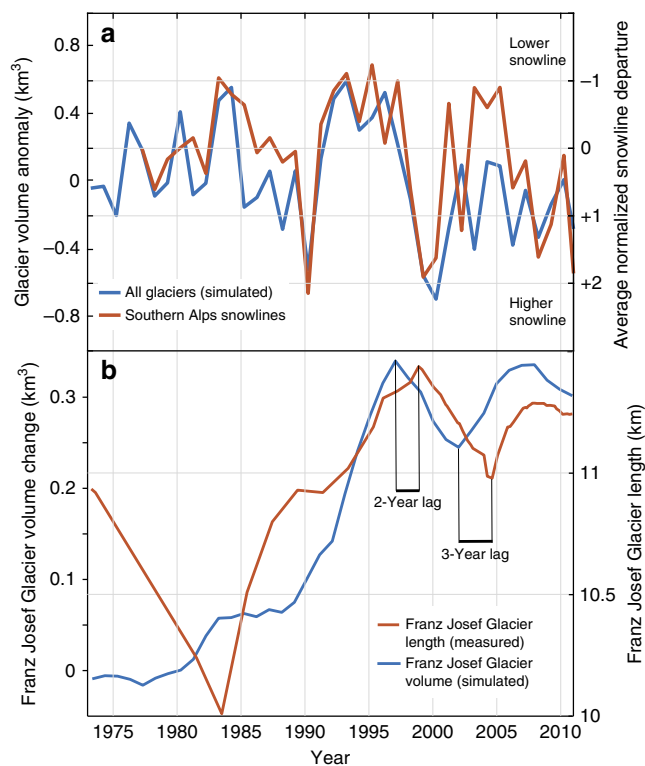 a
Glacier volume anomaly (km³)
0.8
0.4
0
−0.4
−0.8
Lower
snowline
Higher
snowline
−1
0
+1
+2
Average normalized snowline departure
All glaciers (simulated)
Southern Alps snowlines
b
Franz Josef Glacier volume change (km³)
0.3
0.2
0.1
0
2-Year lag
3-Year lag
11
10.5
10
Franz Josef Glacier length (km)
Franz Josef Glacier
length (measured)
Franz Josef Glacier
volume (simulated)
1975 1980 1985 1990 1995 2000 2005 2010
Year